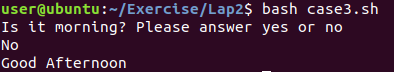 user@ubuntu:~/Exercise/Lap2$ bash case3.sh
Is it morning? Please answer yes or no
No
Good Afternoon